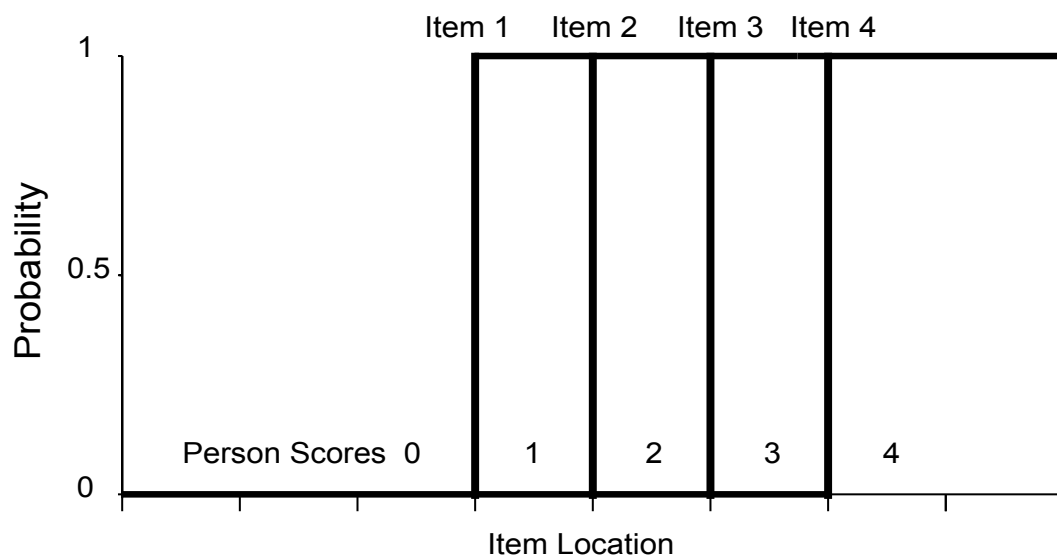 Item 1 Item 2 Item 3 Item 4
1
Probability
0.5
Person Scores 0 1 2 3 4
0
Item Location